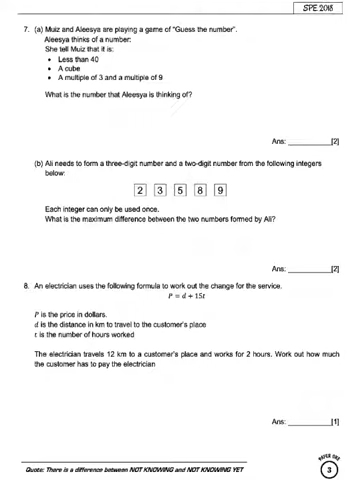 SPE 2018
7. (a) Muiz and Aleesya are playing a game of "Guess the number".
Aleesya thinks of a number:
She tell Muiz that it is:
• Less than 40
• A cube
• A multiple of 3 and a multiple of 9
What is the number that Aleesya is thinking of?
Ans: __________[2]
(b) Ali needs to form a three-digit number and a two-digit number from the following integers
below:
2 3 5 8 9
Each integer can only be used once.
What is the maximum difference between the two numbers formed by Ali?
Ans: __________[2]
8. An electrician uses the following formula to work out the change for the service.
P = d + 15t
P is the price in dollars.
d is the distance in km to travel to the customer's place
t is the number of hours worked
The electrician travels 12 km to a customer's place and works for 2 hours. Work out how much
the customer has to pay the electrician
Ans: __________[1]
PAPER ONE
3
Quote: There is a difference between NOT KNOWING and NOT KNOWING YET